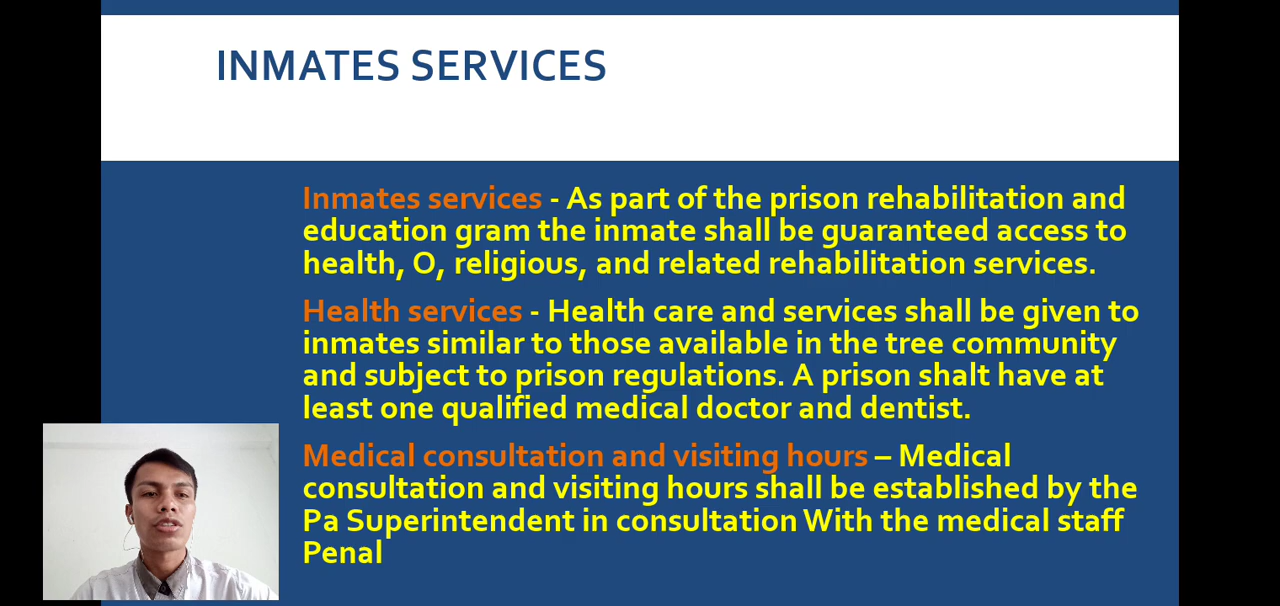 INMATES SERVICES
Inmates services - As part of the prison rehabilitation and
education gram the inmate shall be guaranteed access to
health, O, religious, and related rehabilitation services.
Health services - Health care and services shall be given to
inmates similar to those available in the tree community
and subject to prison regulations. A prison shalt have at
least one qualified medical doctor and dentist.
Medical consultation and visiting hours – Medical
consultation and visiting hours shall be established by the
Pa Superintendent in consultation With the medical staff
Penal